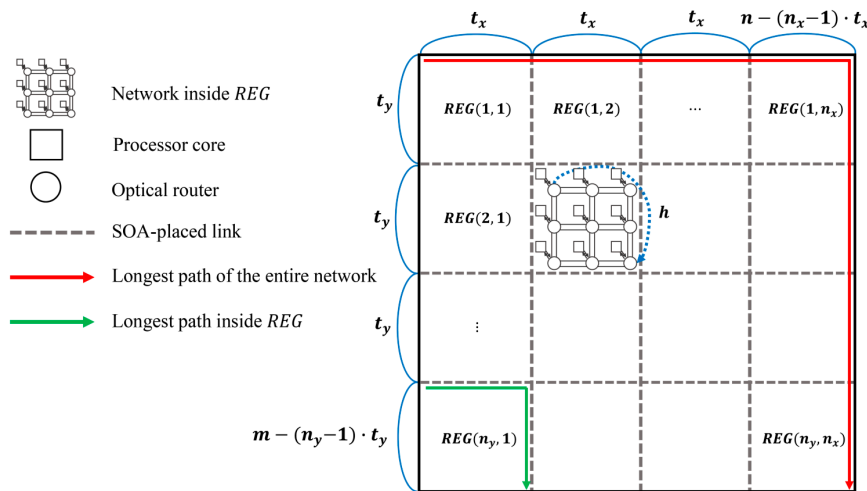 t_x t_x t_x n − (n_x−1) · t_x
Network inside REG
Processor core
Optical router
SOA-placed link
Longest path of the entire network
Longest path inside REG
t_y REG(1, 1) REG(1, 2) ... REG(1, n_x)
t_y REG(2, 1) h
t_y ⋮
m − (n_y−1) · t_y REG(n_y, 1) REG(n_y, n_x)